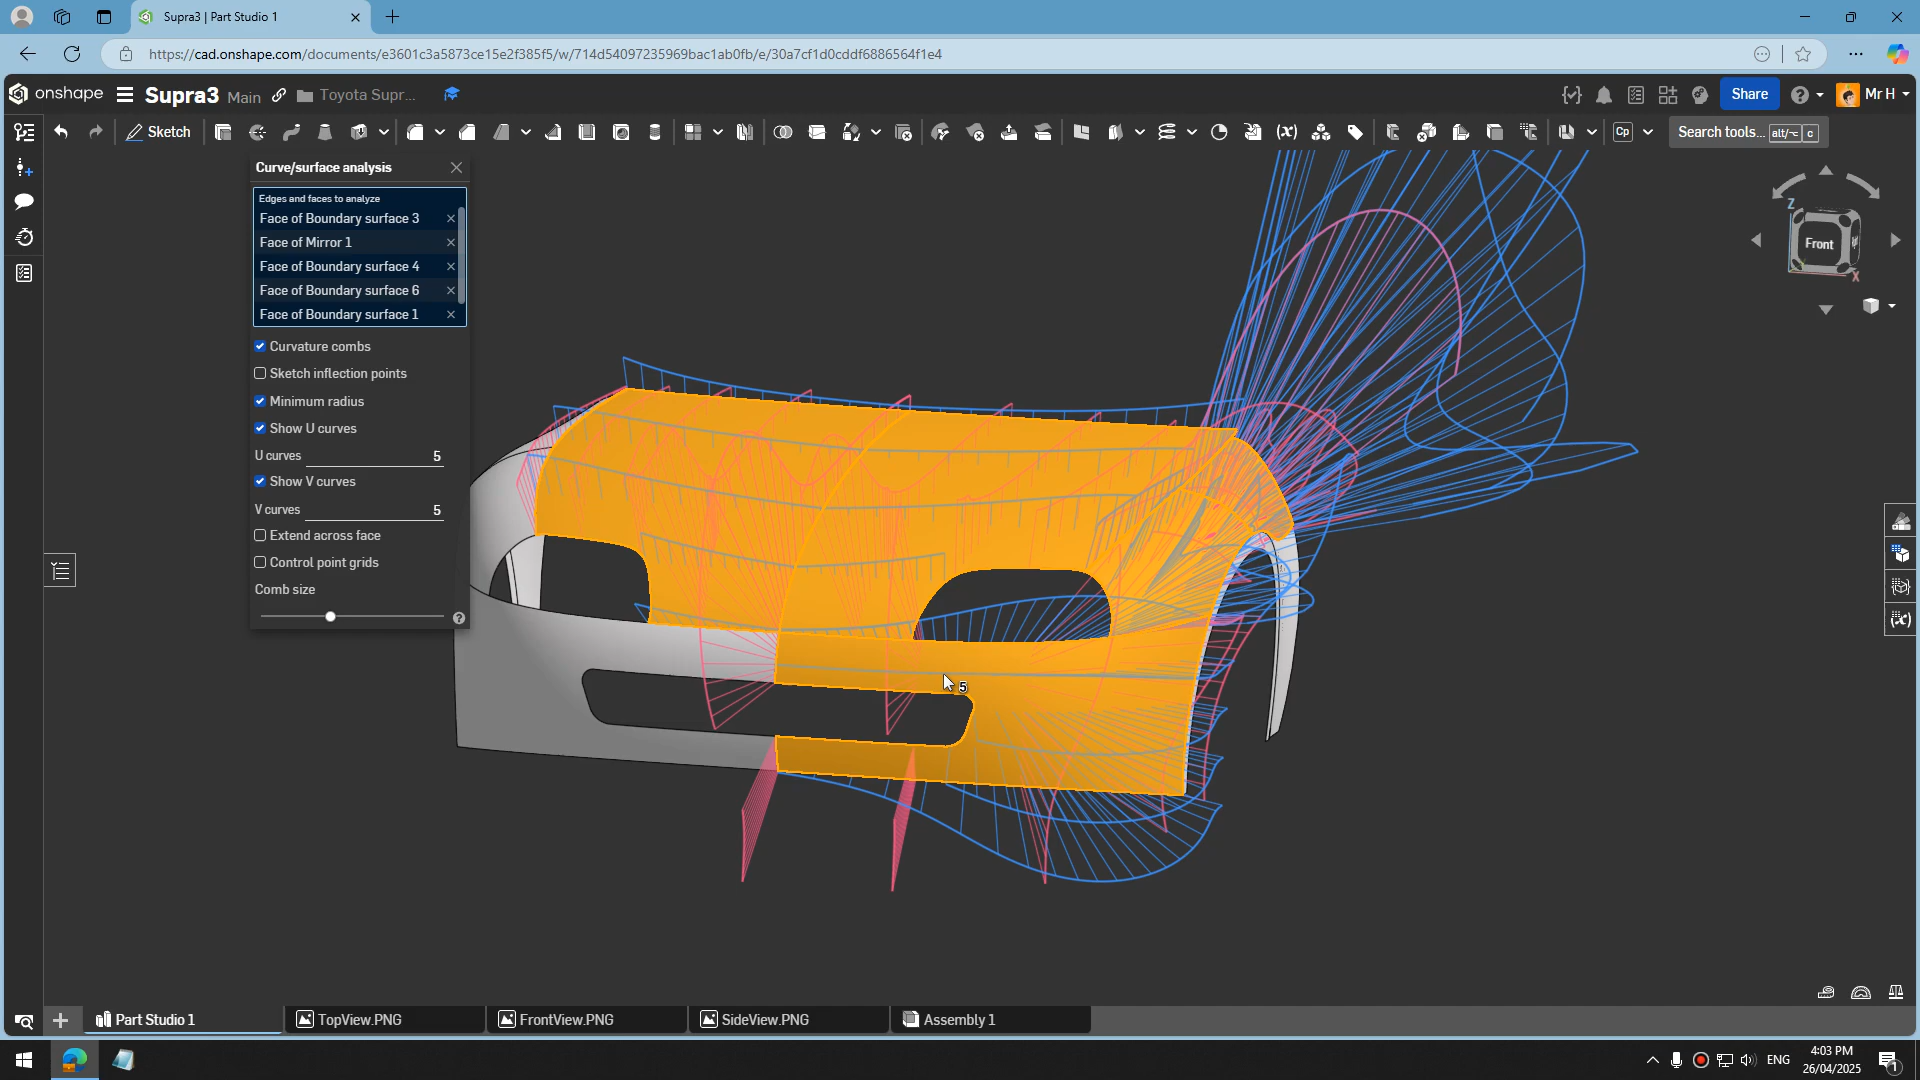 Supra3 | Part Studio 1
https://cad.onshape.com/documents/e3601c3a5873ce15e2f385f5/w/714d54097235969bac1ab0fb/e/30a7cf1d0cddf6886564f1e4
onshape Supra3 Main Toyota Supr... Share Mr H
Sketch Cp Search tools... alt/⌥ c
Curve/surface analysis
Edges and faces to analyze
Face of Boundary surface 3
Face of Mirror 1
Face of Boundary surface 4
Face of Boundary surface 6
Face of Boundary surface 1
Curvature combs
Sketch inflection points
Minimum radius
Show U curves
U curves 5
Show V curves
V curves 5
Extend across face
Control point grids
Comb size
5
Z
Front
X
Part Studio 1
TopView.PNG
FrontView.PNG
SideView.PNG
Assembly 1
ENG
4:03 PM
26/04/2025
1